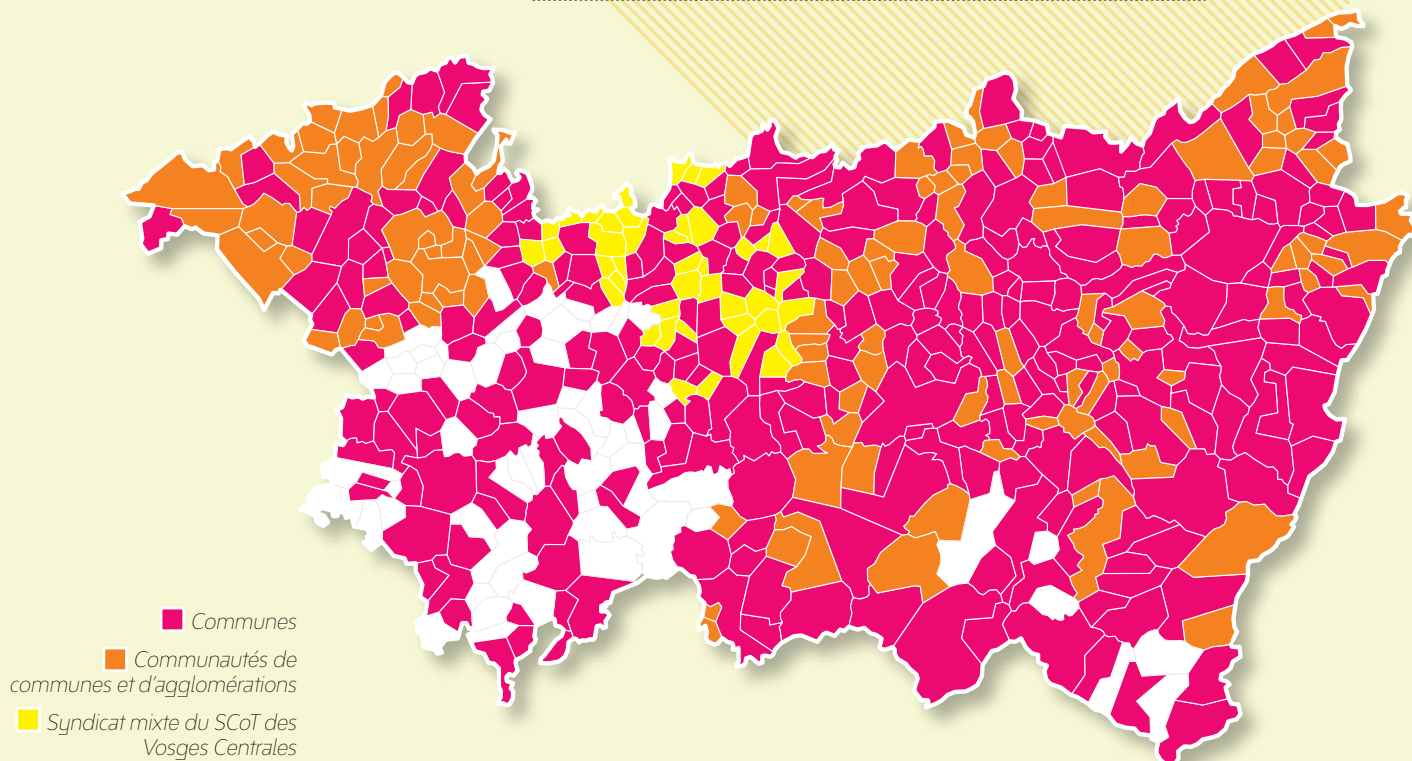 Communes
Communautés de
communes et d'agglomérations
Syndicat mixte du SCoT des
Vosges Centrales